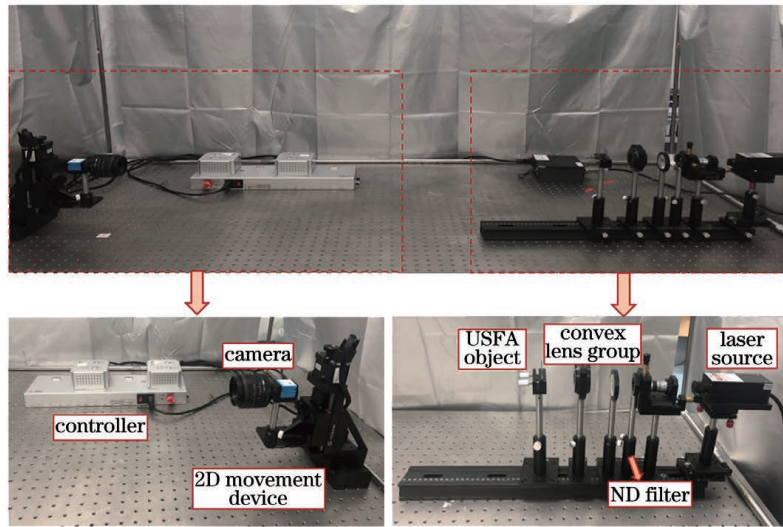 camera
controller
2D movement
device
USFA
object
convex
lens group
laser
source
ND filter